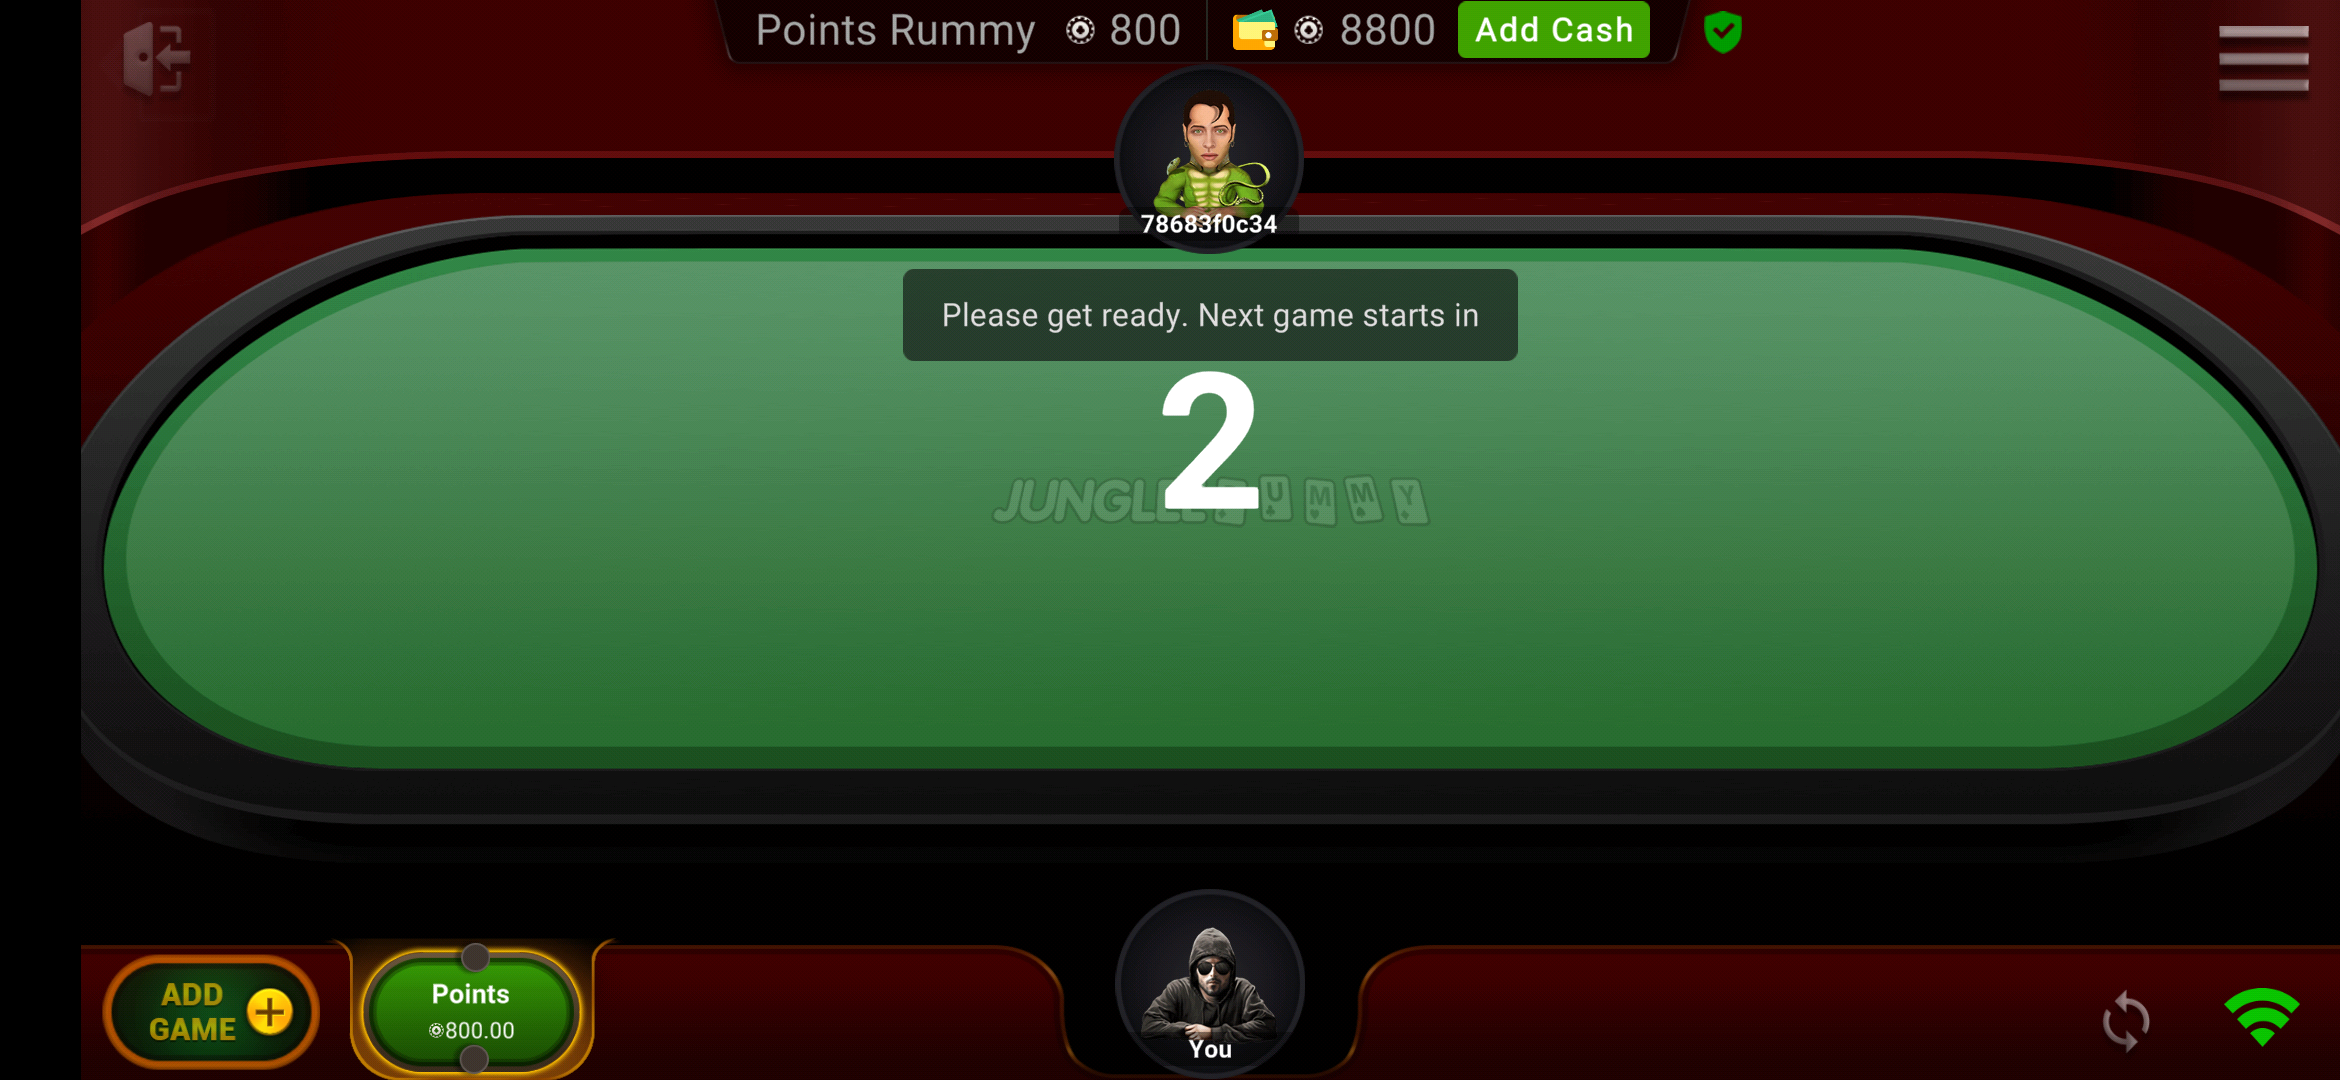 Points Rummy 800 8800 Add Cash
78683f0c34
Please get ready. Next game starts in
2
JUNGLEE RUMMY
ADD GAME +
Points
800.00
You